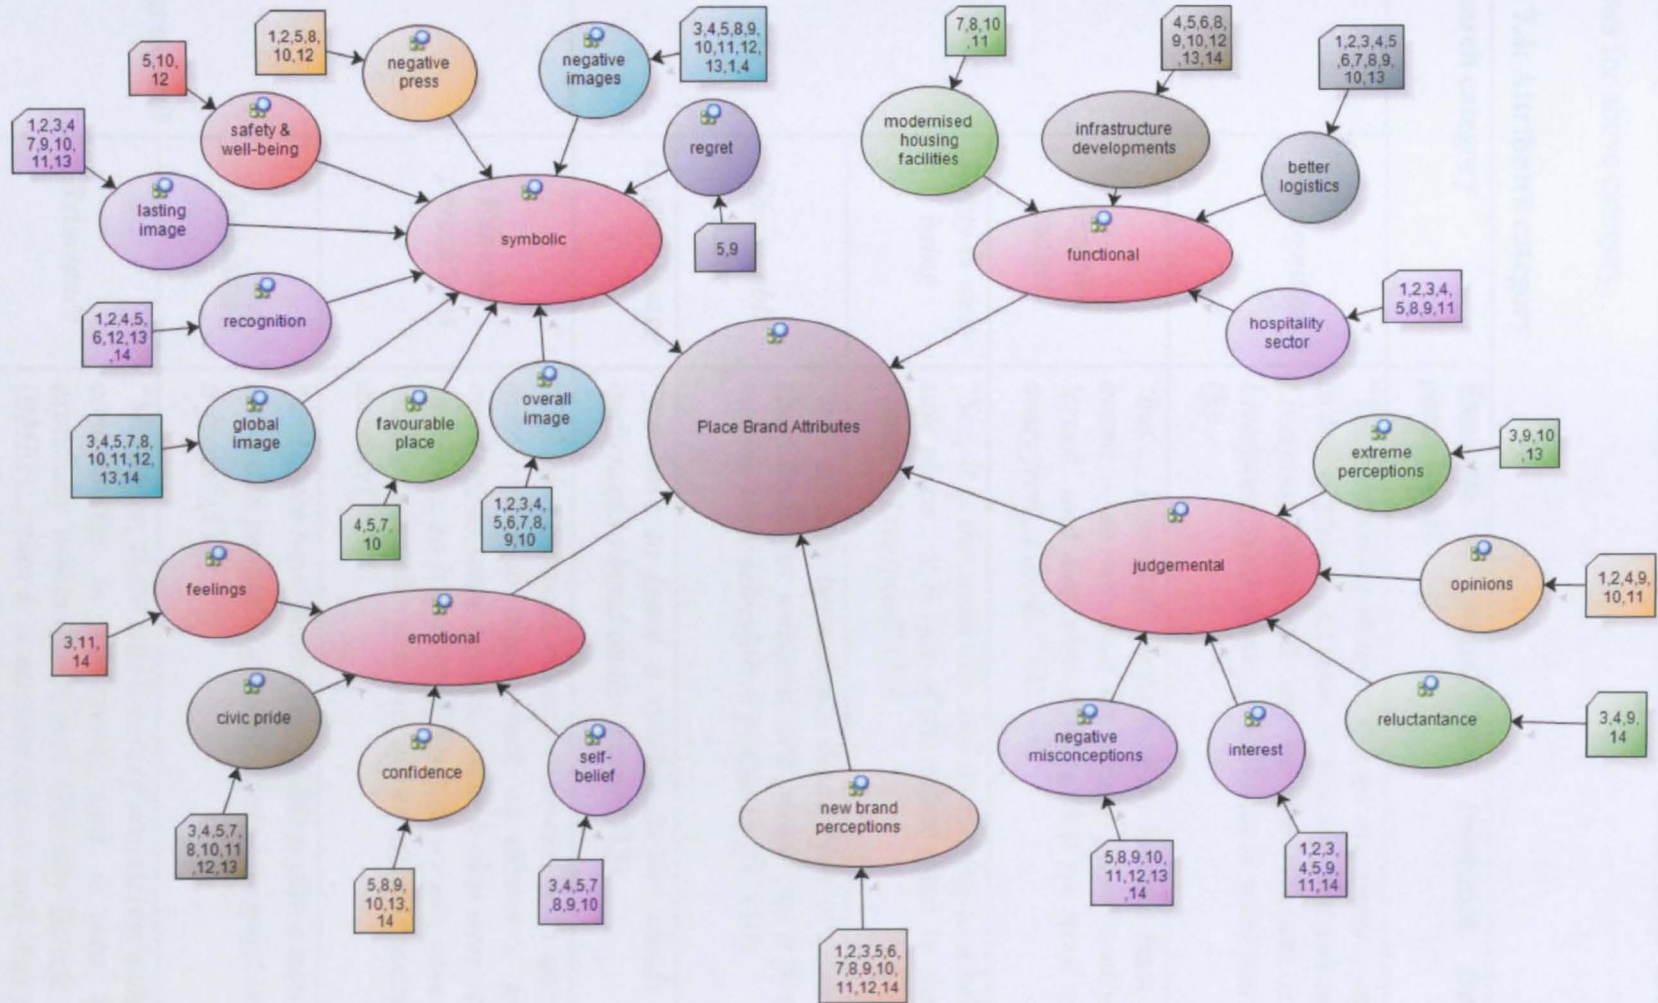 5,10,
12
1,2,5,8,
10,12
negative
press
negative
images
3,4,5,8,9,
10,11,12,
13,1,4
1,2,3,4
7,9,10,
11,13
safety &
well-being
regret
lasting
image
symbolic
5,9
1,2,4,5,
6,12,13
,14
recognition
3,4,5,7,8,
10,11,12,
13,14
global
image
favourable
place
overall
image
4,5,7,
10
1,2,3,4,
5,6,7,8,
9,10
7,8,10
,11
4,5,6,8,
9,10,12
,13,14
1,2,3,4,5
,6,7,8,9,
10,13
modernised
housing
facilities
infrastructure
developments
better
logistics
functional
hospitality
sector
1,2,3,4,
5,8,9,11
Place Brand Attributes
extreme
perceptions
3,9,10
,13
judgemental
opinions
1,2,4,9,
10,11
reluctantance
3,4,9,
14
negative
misconceptions
interest
5,8,9,10,
11,12,13
,14
1,2,3,
4,5,9,
11,14
feelings
3,11,
14
emotional
civic pride
confidence
self-
belief
3,4,5,7,
8,10,11
,12,13
5,8,9,
10,13,
14
3,4,5,7
,8,9,10
new brand
perceptions
1,2,3,5,6,
7,8,9,10,
11,12,14